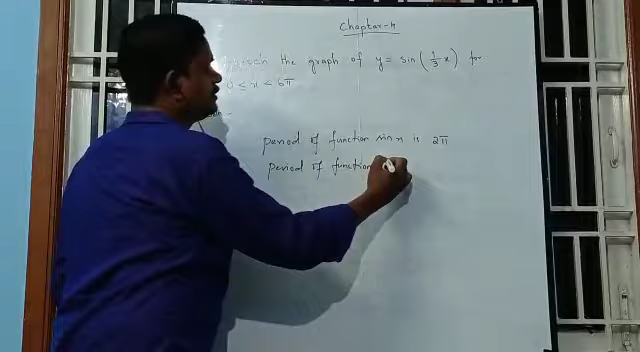 Chapter-4
the graph of y = sin (1/3 x) for
0 ≤ x < 6π
period of function sin x is 2π
period of function